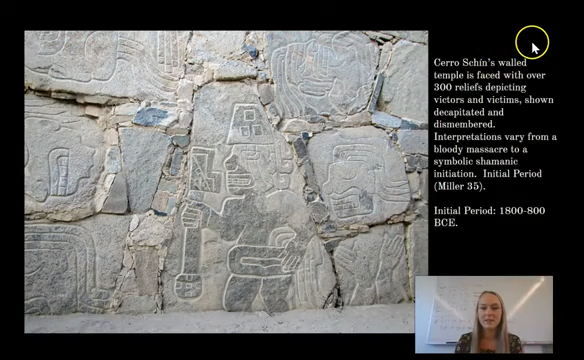 Cerro Schín's walled
temple is faced with over
300 reliefs depicting
victors and victims, shown
decapitated and
dismembered.
Interpretations vary from a
bloody massacre to a
symbolic shamanic
initiation. Initial Period
(Miller 35).
Initial Period: 1800-800
BCE.